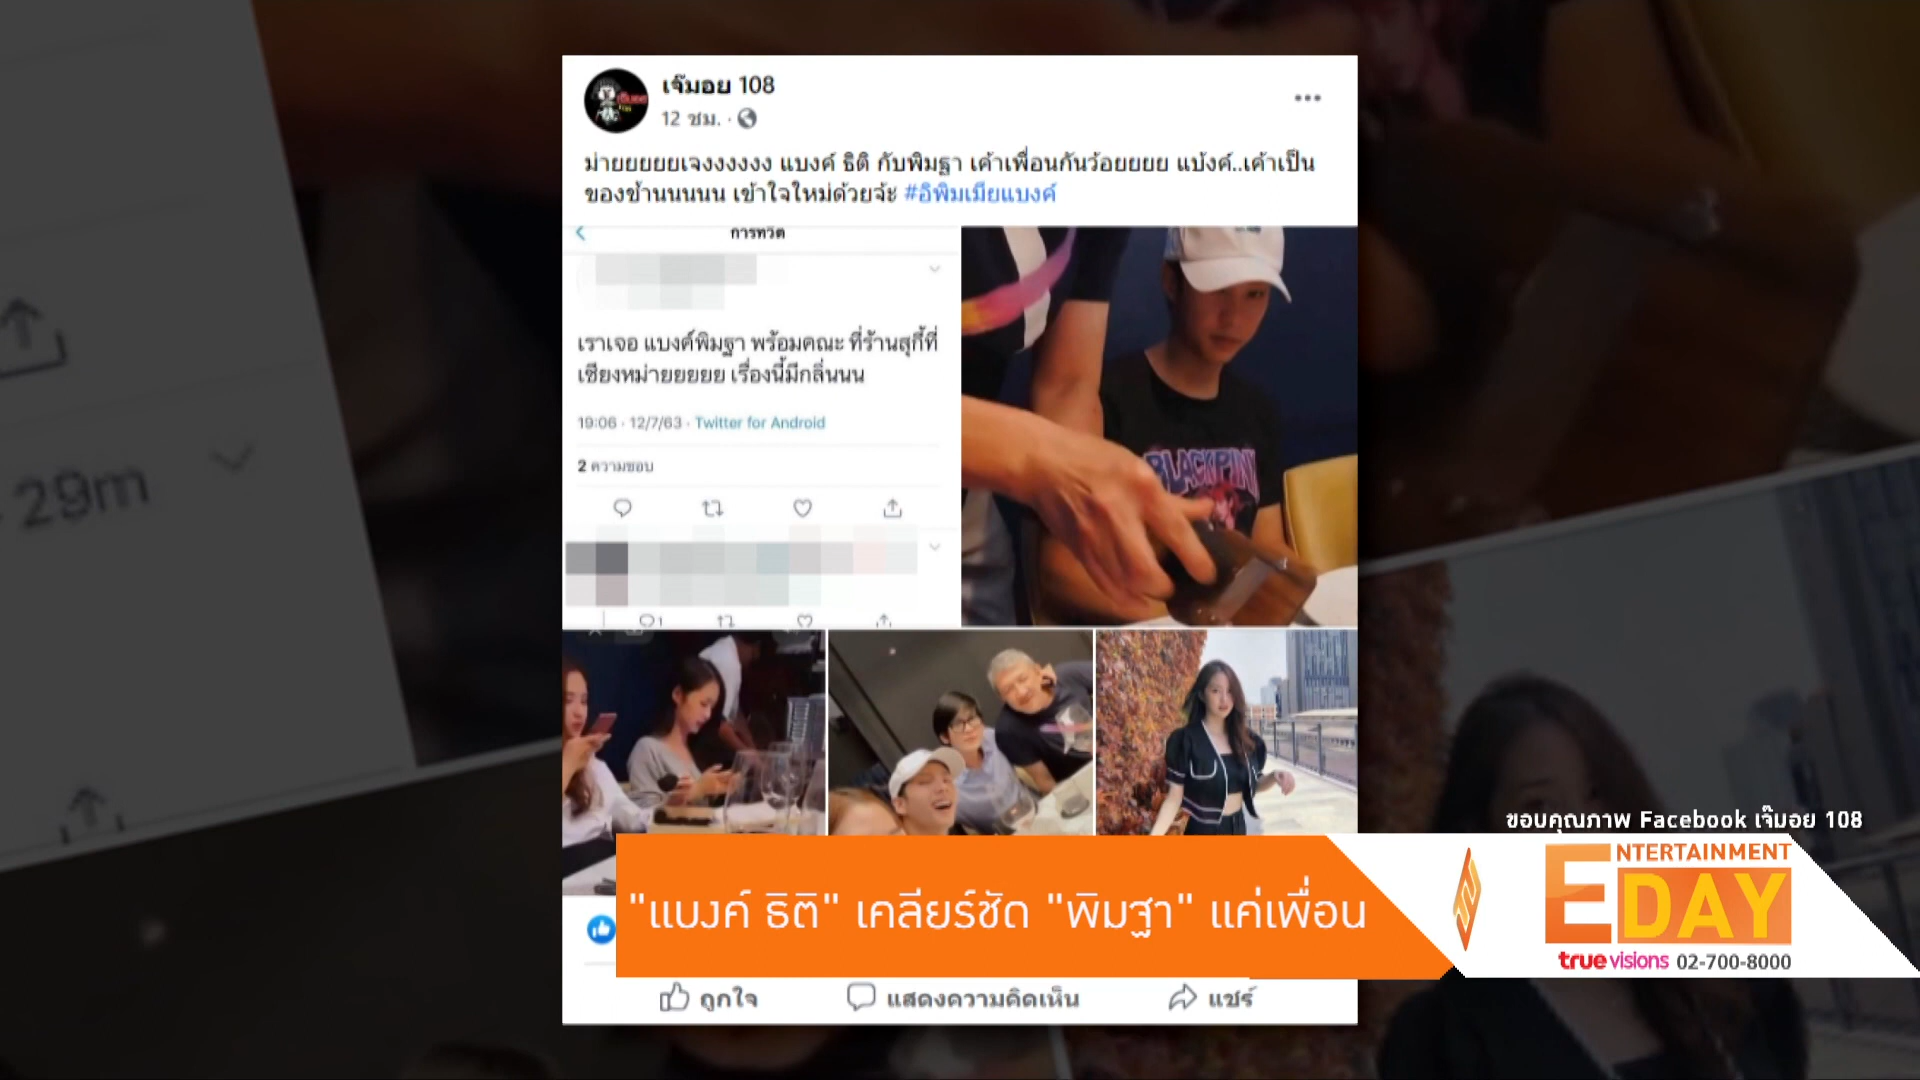 เจ๊มอย 108
12 ชม. ·
ม่ายยยยยเจงงงงงง แบงค์ ธิติ กับพิมฐา เค้าเพื่อนกันว้อยยยย แบ้งค์..เค้าเป็น
ของข้านนนนน เข้าใจใหม่ด้วยจ้ะ #อิพิมเมียแบงค์
การทวีต
เราเจอ แบงค์พิมฐา พร้อมคณะ ที่ร้านสุกี้ที่
เชียงหม่ายยยยย เรื่องนี้มีกลิ่นนน
19:06 · 12/7/63 · Twitter for Android
2 ความชอบ
1
BLACKPIN
29m
ขอบคุณภาพ Facebook เจ๊มอย 108
"แบงค์ ธิติ" เคลียร์ชัด "พิมฐา" แค่เพื่อน
ENTERTAINMENT
DAY
truevisions 02-700-8000
ถูกใจ
แสดงความคิดเห็น
แชร์